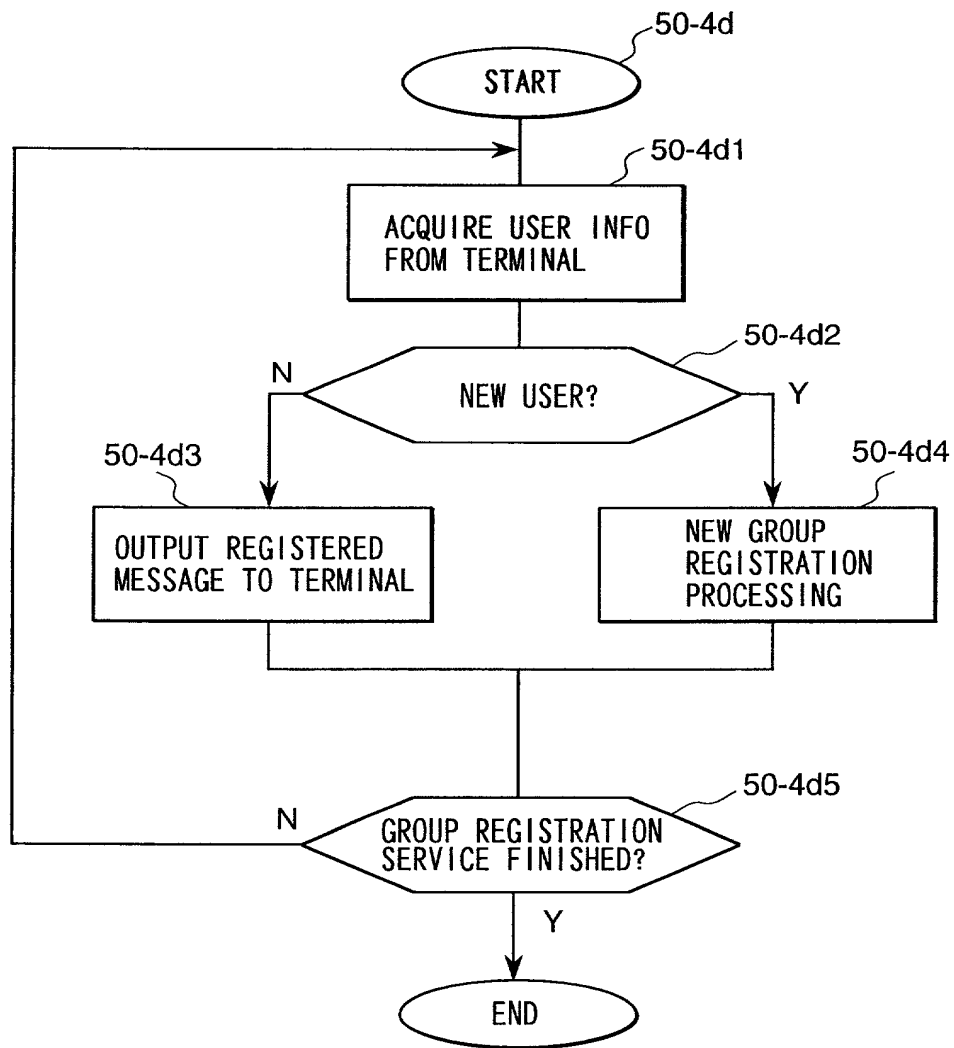 50-4d
START
50-4d1
ACQUIRE USER INFO
FROM TERMINAL
50-4d2
N
NEW USER?
Y
50-4d3
50-4d4
OUTPUT REGISTERED
MESSAGE TO TERMINAL
NEW GROUP
REGISTRATION
PROCESSING
50-4d5
N
GROUP REGISTRATION
SERVICE FINISHED?
Y
END